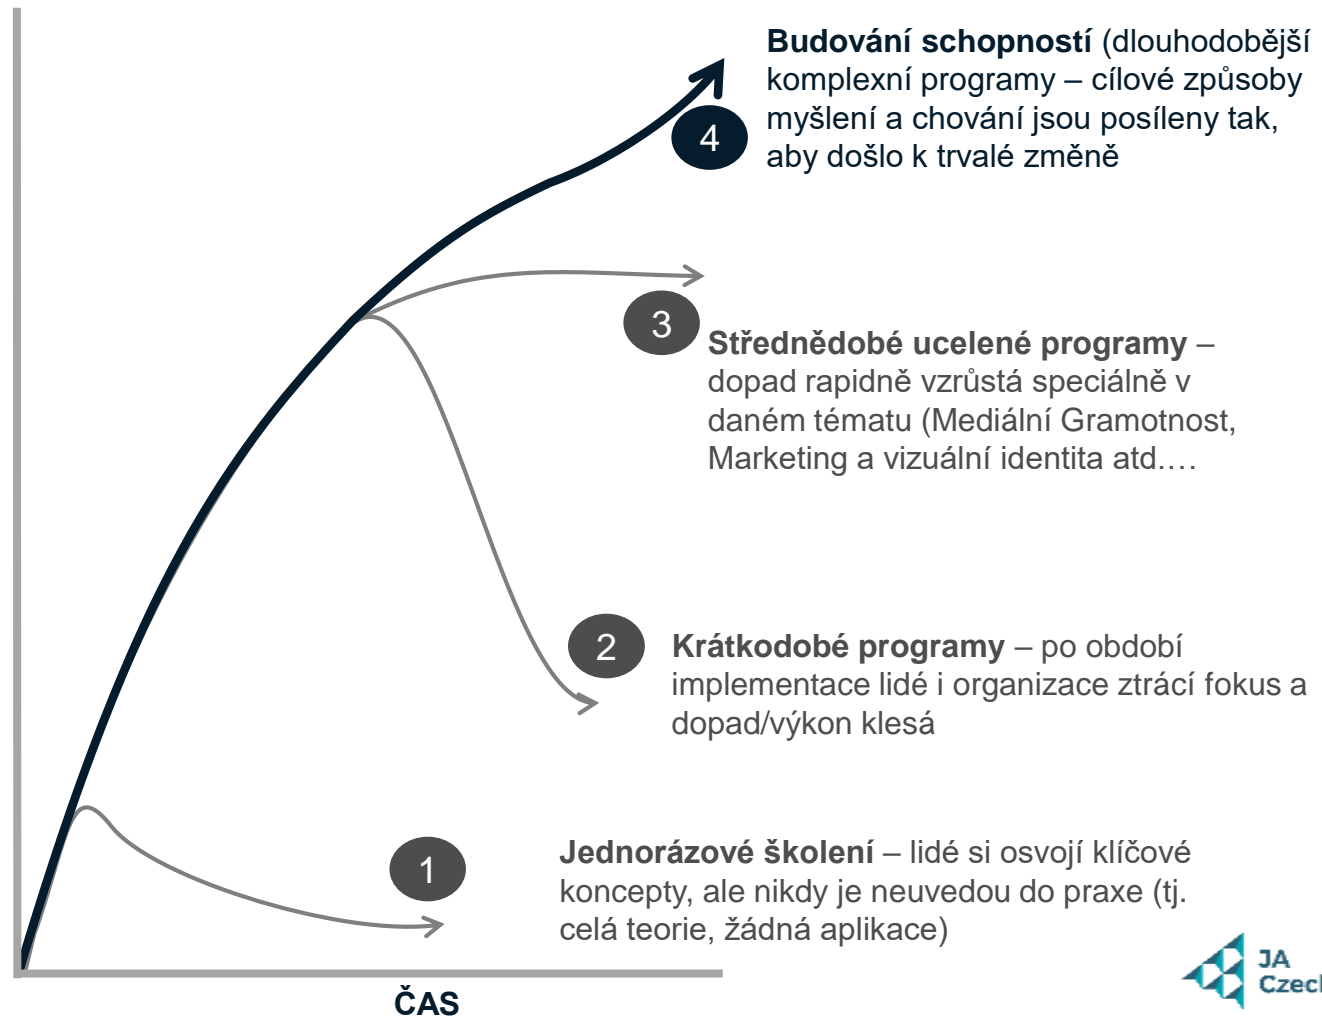 Budování schopností (dlouhodobější
komplexní programy – cílové způsoby
myšlení a chování jsou posíleny tak,
aby došlo k trvalé změně
4
3
Střednědobé ucelené programy –
dopad rapidně vzrůstá speciálně v
daném tématu (Mediální Gramotnost,
Marketing a vizuální identita atd.…
2
Krátkodobé programy – po období
implementace lidé i organizace ztrácí fokus a
dopad/výkon klesá
1
Jednorázové školení – lidé si osvojí klíčové
koncepty, ale nikdy je neuvedou do praxe (tj.
celá teorie, žádná aplikace)
JA
Czech
ČAS